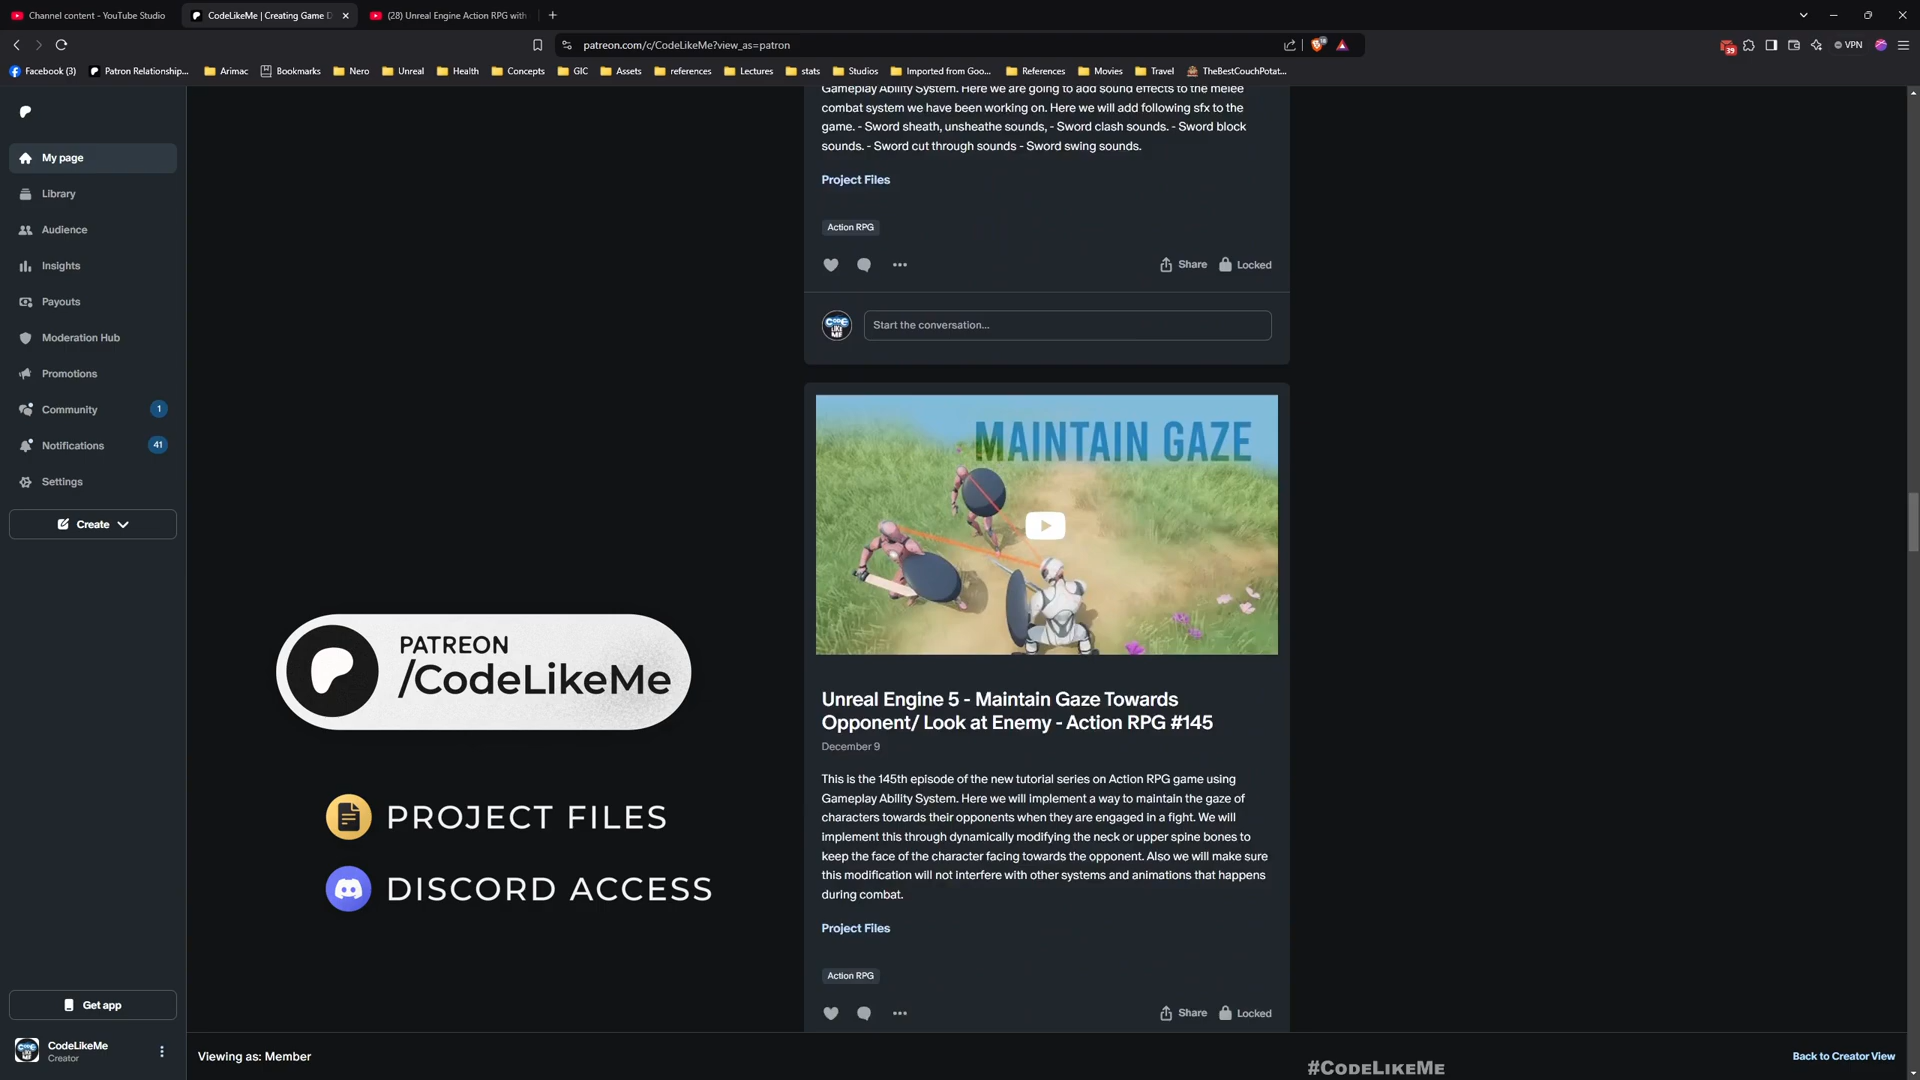 Channel content - YouTube Studio
CodeLikeMe | Creating Game D
(28) Unreal Engine Action RPG with
patreon.com/c/CodeLikeMe?view_as=patron
39
VPN
Facebook (3)
Patron Relationship...
Arimac
Bookmarks
Nero
Unreal
Health
Concepts
GIC
Assets
references
Lectures
stats
Studios
Imported from Goo...
References
Movies
Travel
TheBestCouchPotat...
My page
Library
Audience
Insights
Payouts
Moderation Hub
Promotions
Community
1
Notifications
41
Settings
Create
Get app
CodeLikeMe
Creator
Gameplay Ability System. Here we are going to add sound effects to the melee
combat system we have been working on. Here we will add following sfx to the
game. - Sword sheath, unsheathe sounds, - Sword clash sounds. - Sword block
sounds. - Sword cut through sounds - Sword swing sounds.
Project Files
Action RPG
Share
Locked
CODE
LIKE
ME
Start the conversation...
MAINTAIN GAZE
Unreal Engine 5 - Maintain Gaze Towards
Opponent/ Look at Enemy - Action RPG #145
December 9
This is the 145th episode of the new tutorial series on Action RPG game using
Gameplay Ability System. Here we will implement a way to maintain the gaze of
characters towards their opponents when they are engaged in a fight. We will
implement this through dynamically modifying the neck or upper spine bones to
keep the face of the character facing towards the opponent. Also we will make sure
this modification will not interfere with other systems and animations that happens
during combat.
Project Files
Action RPG
Share
Locked
PATREON
/CodeLikeMe
PROJECT FILES
DISCORD ACCESS
Viewing as: Member
Back to Creator View
#CodeLikeMe